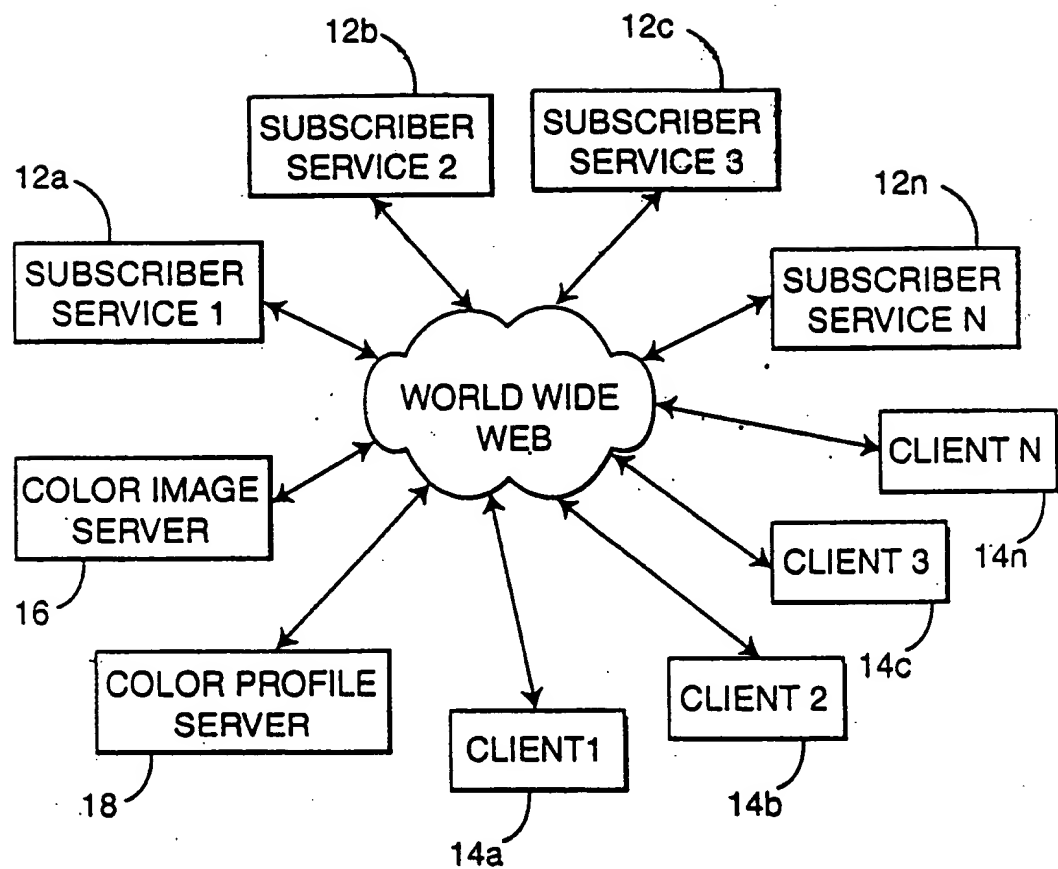 12b
12c
SUBSCRIBER
SERVICE 2
SUBSCRIBER
SERVICE 3
12a
12n
SUBSCRIBER
SERVICE 1
SUBSCRIBER
SERVICE N
WORLD WIDE
WEB
CLIENT N
COLOR IMAGE
SERVER
CLIENT 3
14n
16
COLOR PROFILE
SERVER
CLIENT 2
14c
CLIENT1
18
14b
14a